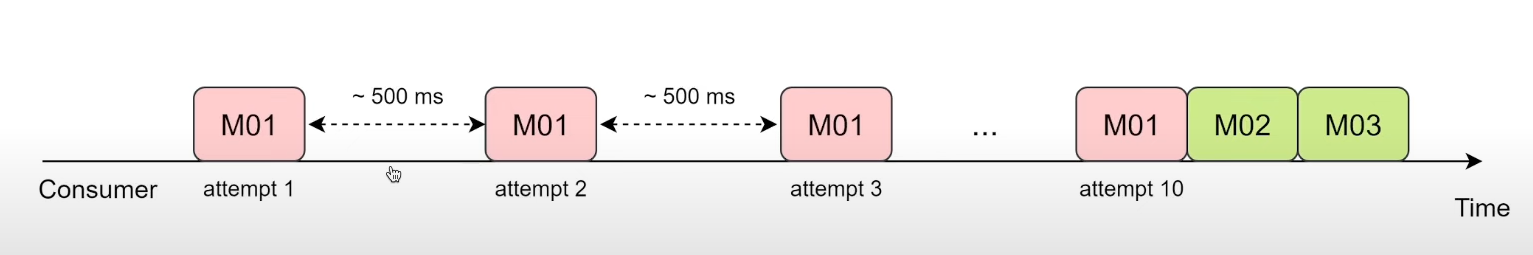 ~ 500 ms
~ 500 ms
M01
M01
M01
...
M01
M02
M03
Consumer
attempt 1
attempt 2
attempt 3
attempt 10
Time